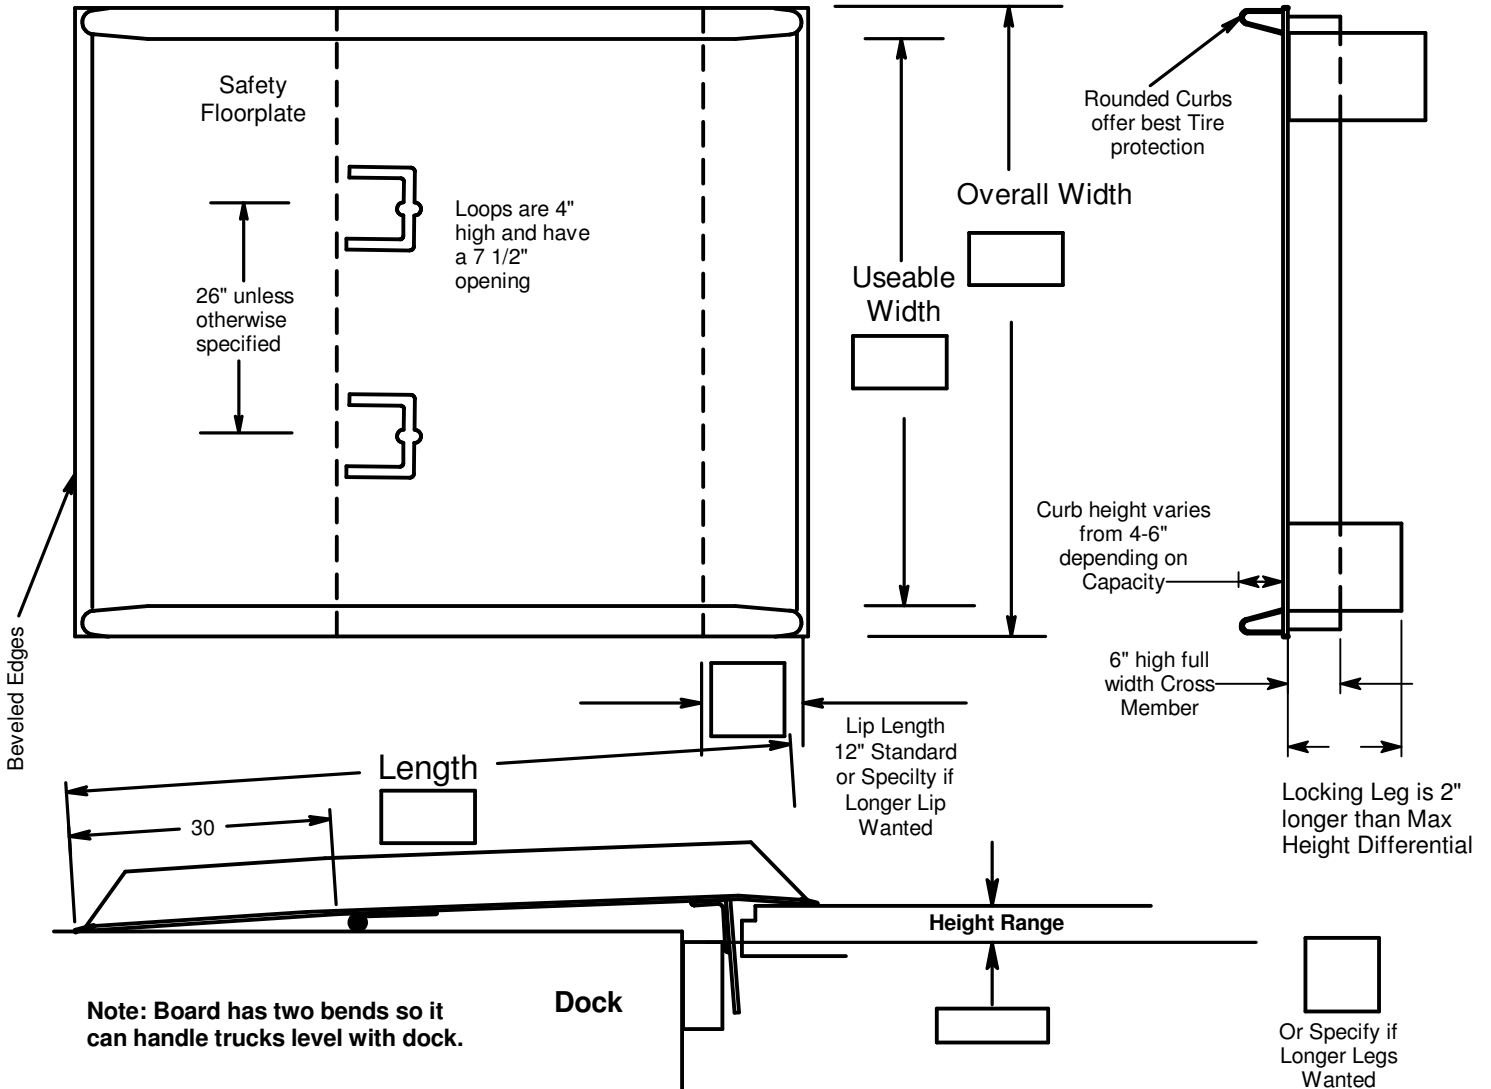 Safety
Floorplate
Loops are 4"
high and have
a 7 1/2"
opening
26" unless
otherwise
specified
Beveled Edges
Overall Width
Useable
Width
Rounded Curbs
offer best Tire
protection
Curb height varies
from 4-6"
depending on
Capacity
6" high full
width Cross
Member
Lip Length
12" Standard
or Specilty if
Longer Lip
Wanted
Length
30
Locking Leg is 2"
longer than Max
Height Differential
Height Range
Note: Board has two bends so it
can handle trucks level with dock.
Dock
Or Specify if
Longer Legs
Wanted